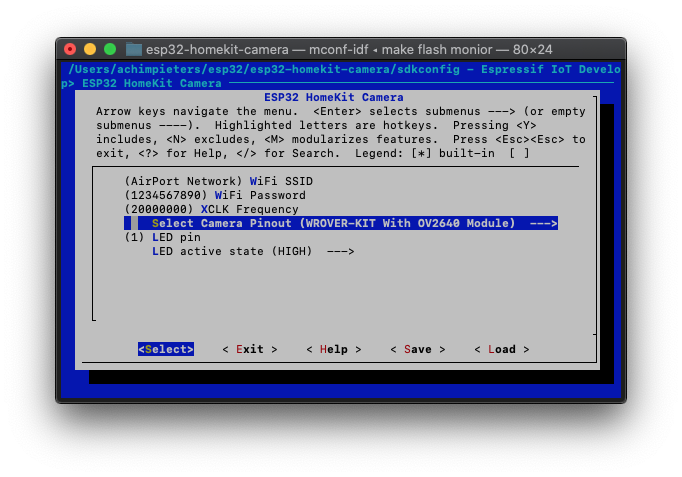 esp32-homekit-camera — mconf-idf ◂ make flash monior — 80×24
/Users/achimpieters/esp32/esp32-homekit-camera/sdkconfig - Espressif IoT Develo
p> ESP32 HomeKit Camera
ESP32 HomeKit Camera
Arrow keys navigate the menu.  <Enter> selects submenus ---> (or empty
submenus ----).  Highlighted letters are hotkeys.  Pressing <Y>
includes, <N> excludes, <M> modularizes features.  Press <Esc><Esc> to
exit, <?> for Help, </> for Search.  Legend: [*] built-in  [ ]
(AirPort Network) WiFi SSID
(1234567890) WiFi Password
(20000000) XCLK Frequency
Select Camera Pinout (WROVER-KIT With OV2640 Module)  --->
(1) LED pin
LED active state (HIGH)  --->
<Select>    < Exit >    < Help >    < Save >    < Load >